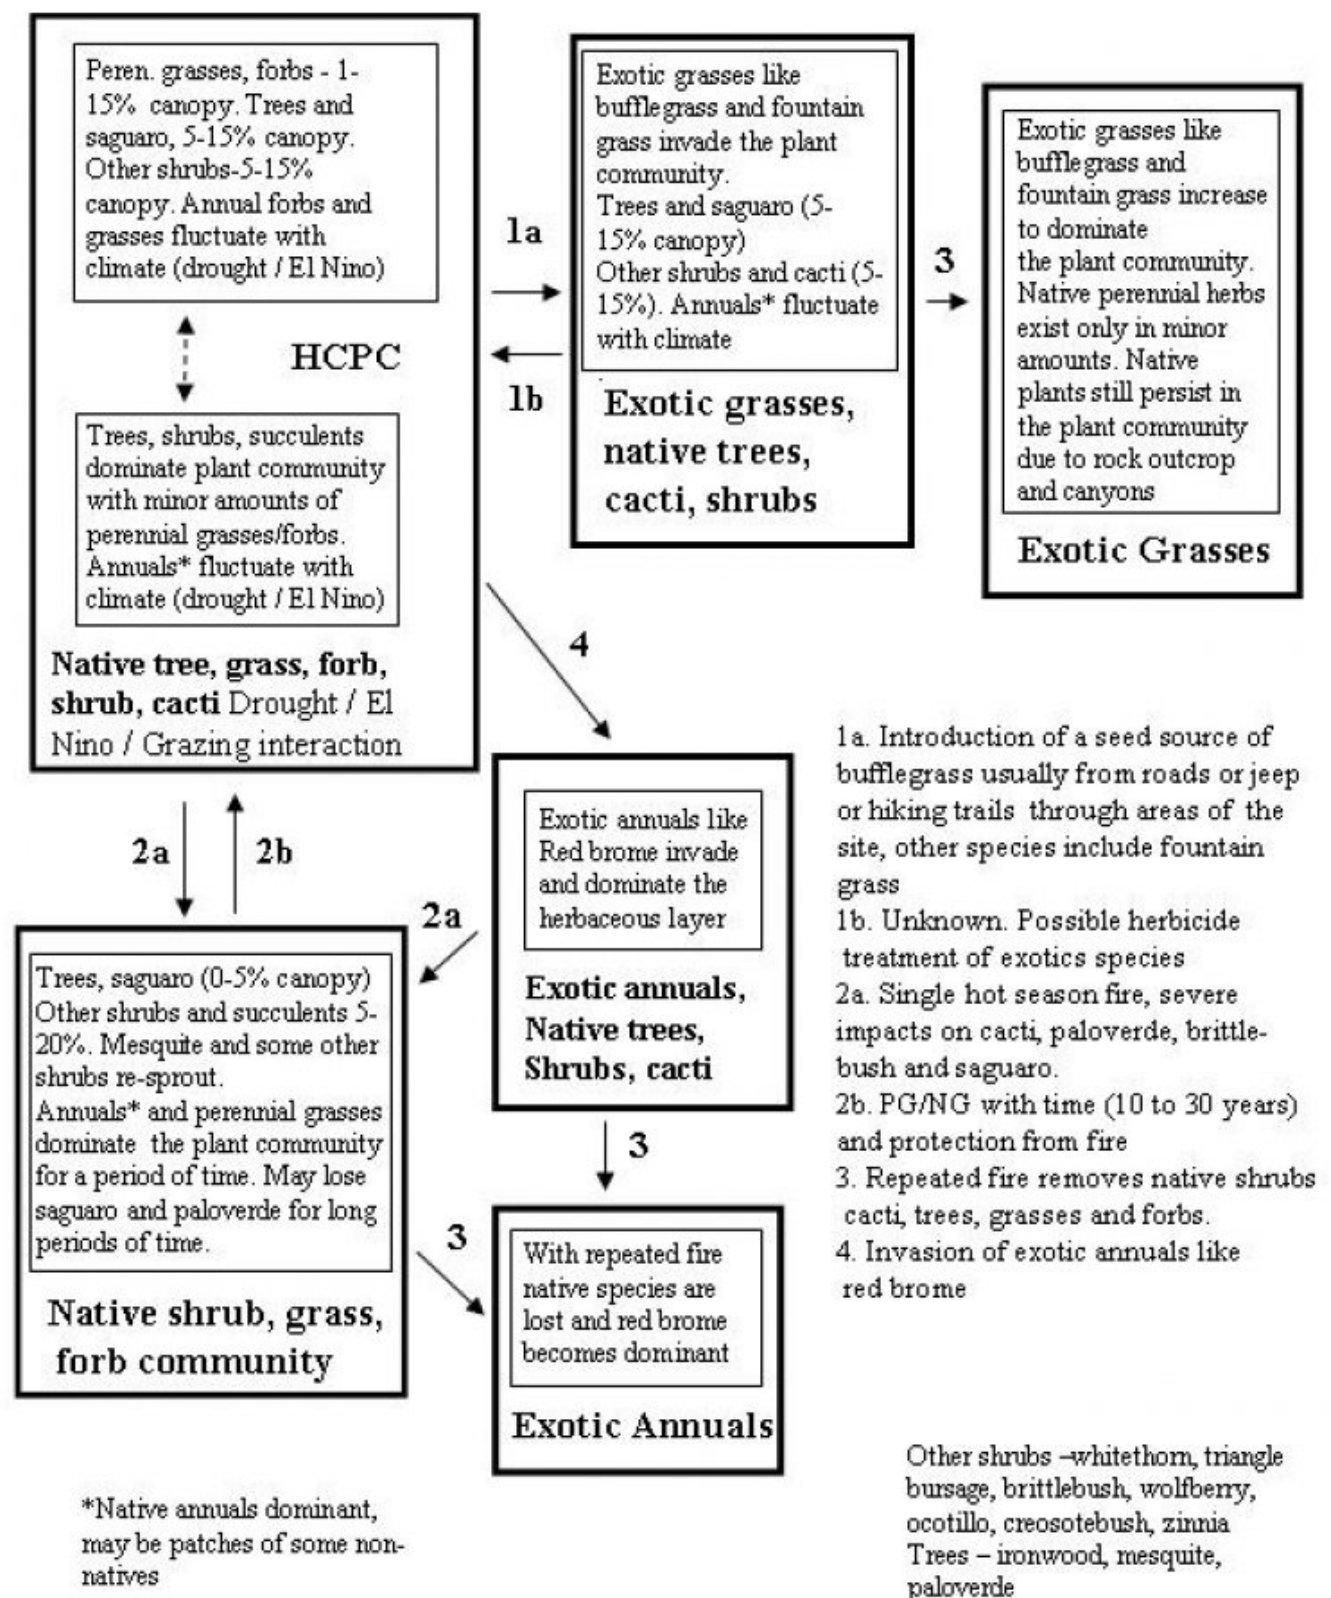 Peren. grasses, forbs - 1-
15% canopy. Trees and
saguaro, 5-15% canopy.
Other shrubs-5-15%
canopy. Annual forbs and
grasses fluctuate with
climate (drought / El Nino)
HCPC
Trees, shrubs, succulents
dominate plant community
with minor amounts of
perennial grasses/forbs.
Annuals* fluctuate with
climate (drought / El Nino)
Native tree, grass, forb,
shrub, cacti Drought / El
Nino / Grazing interaction
1a
1b
Exotic grasses like
bufflegrass and fountain
grass invade the plant
community.
Trees and saguaro (5-
15% canopy)
Other shrubs and cacti (5-
15%). Annuals* fluctuate
with climate
Exotic grasses,
native trees,
cacti, shrubs
3
Exotic grasses like
bufflegrass and
fountain grass increase
to dominate
the plant community.
Native perennial herbs
exist only in minor
amounts. Native
plants still persist in
the plant community
due to rock outcrop
and canyons
Exotic Grasses
4
2a
2b
Exotic annuals like
Red brome invade
and dominate the
herbaceous layer
Exotic annuals,
Native trees,
Shrubs, cacti
2a
Trees, saguaro (0-5% canopy)
Other shrubs and succulents 5-
20%. Mesquite and some other
shrubs re-sprout.
Annuals* and perennial grasses
dominate the plant community
for a period of time. May lose
saguaro and paloverde for long
periods of time.
Native shrub, grass,
forb community
3
3
With repeated fire
native species are
lost and red brome
becomes dominant
Exotic Annuals
1a. Introduction of a seed source of
bufflegrass usually from roads or jeep
or hiking trails through areas of the
site, other species include fountain
grass
1b. Unknown. Possible herbicide
treatment of exotics species
2a. Single hot season fire, severe
impacts on cacti, paloverde, brittle-
bush and saguaro.
2b. PG/NG with time (10 to 30 years)
and protection from fire
3. Repeated fire removes native shrubs
cacti, trees, grasses and forbs.
4. Invasion of exotic annuals like
red brome
*Native annuals dominant,
may be patches of some non-
natives
Other shrubs –whitethorn, triangle
bursage, brittlebush, wolfberry,
ocotillo, creosotebush, zinnia
Trees – ironwood, mesquite,
paloverde